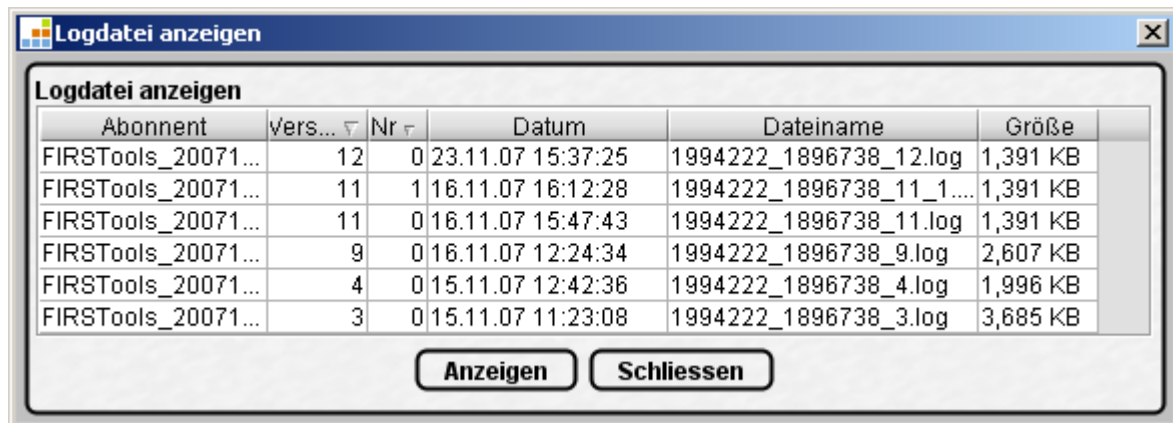 Logdatei anzeigen
Logdatei anzeigen
Abonnent Vers... Nr Datum Dateiname Größe
FIRSTools_20071... 12 0 23.11.07 15:37:25 1994222_1896738_12.log 1,391 KB
FIRSTools_20071... 11 1 16.11.07 16:12:28 1994222_1896738_11_1.... 1,391 KB
FIRSTools_20071... 11 0 16.11.07 15:47:43 1994222_1896738_11.log 1,391 KB
FIRSTools_20071... 9 0 16.11.07 12:24:34 1994222_1896738_9.log 2,607 KB
FIRSTools_20071... 4 0 15.11.07 12:42:36 1994222_1896738_4.log 1,996 KB
FIRSTools_20071... 3 0 15.11.07 11:23:08 1994222_1896738_3.log 3,685 KB
Anzeigen Schliessen